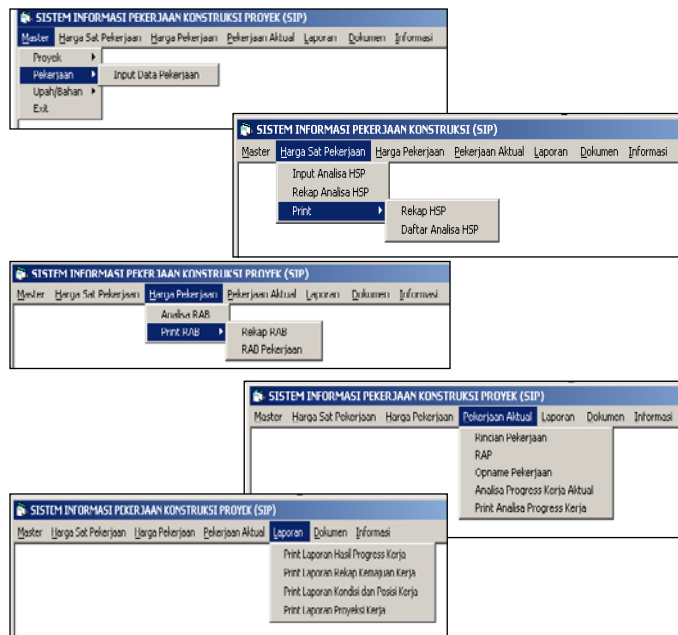 SISTEM INFORMASI PEKERJAAN KONSTRUKSI PROYEK (SIP)
Master Harga Sat Pekerjaan Harga Pekerjaan Pekerjaan Aktual Laporan Dokumen Informasi
Proyek
Pekerjaan Input Data Pekerjaan
Upah/Bahan
Exit
SISTEM INFORMASI PEKERJAAN KONSTRUKSI (SIP)
Master Harga Sat Pekerjaan Harga Pekerjaan Pekerjaan Aktual Laporan Dokumen Informasi
Input Analisa HSP
Rekap Analisa HSP
Print Rekap HSP
Daftar Analisa HSP
SISTEM INFORMASI PEKERJAAN KONSTRUKSI PROYEK (SIP)
Master Harga Sat Pekerjaan Harga Pekerjaan Pekerjaan Aktual Laporan Dokumen Informasi
Analisa RAB
Print RAB Rekap RAB
RAB Pekerjaan
SISTEM INFORMASI PEKERJAAN KONSTRUKSI PROYEK (SIP)
Master Harga Sat Pekerjaan Harga Pekerjaan Pekerjaan Aktual Laporan Dokumen Informasi
Rincian Pekerjaan
RAP
Opname Pekerjaan
Analisa Progress Kerja Aktual
Print Analisa Progress Kerja
SISTEM INFORMASI PEKERJAAN KONSTRUKSI PROYEK (SIP)
Master Harga Sat Pekerjaan Harga Pekerjaan Pekerjaan Aktual Laporan Dokumen Informasi
Print Laporan Hasil Progress Kerja
Print Laporan Rekap Kemajuan Kerja
Print Laporan Kondisi dan Posisi Kerja
Print Laporan Proyeksi Kerja